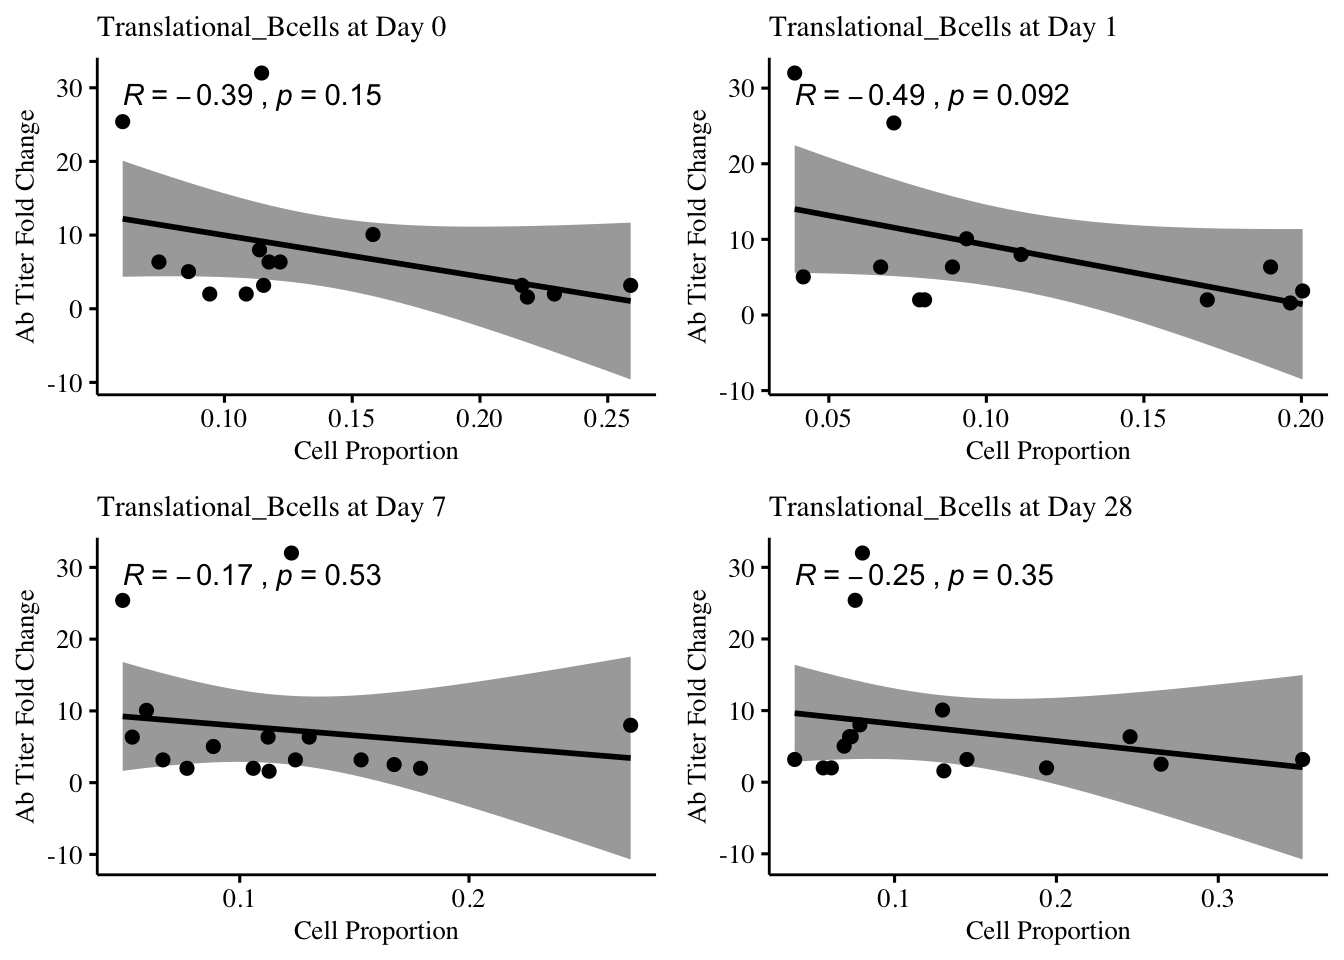 Translational_Bcells at Day 0
R = −0.39 , p = 0.15
Ab Titer Fold Change
30
20
10
0
-10
0.10 0.15 0.20 0.25
Cell Proportion
Translational_Bcells at Day 1
R = −0.49 , p = 0.092
Ab Titer Fold Change
30
20
10
0
-10
0.05 0.10 0.15 0.20
Cell Proportion
Translational_Bcells at Day 7
R = −0.17 , p = 0.53
Ab Titer Fold Change
30
20
10
0
-10
0.1 0.2
Cell Proportion
Translational_Bcells at Day 28
R = −0.25 , p = 0.35
Ab Titer Fold Change
30
20
10
0
-10
0.1 0.2 0.3
Cell Proportion